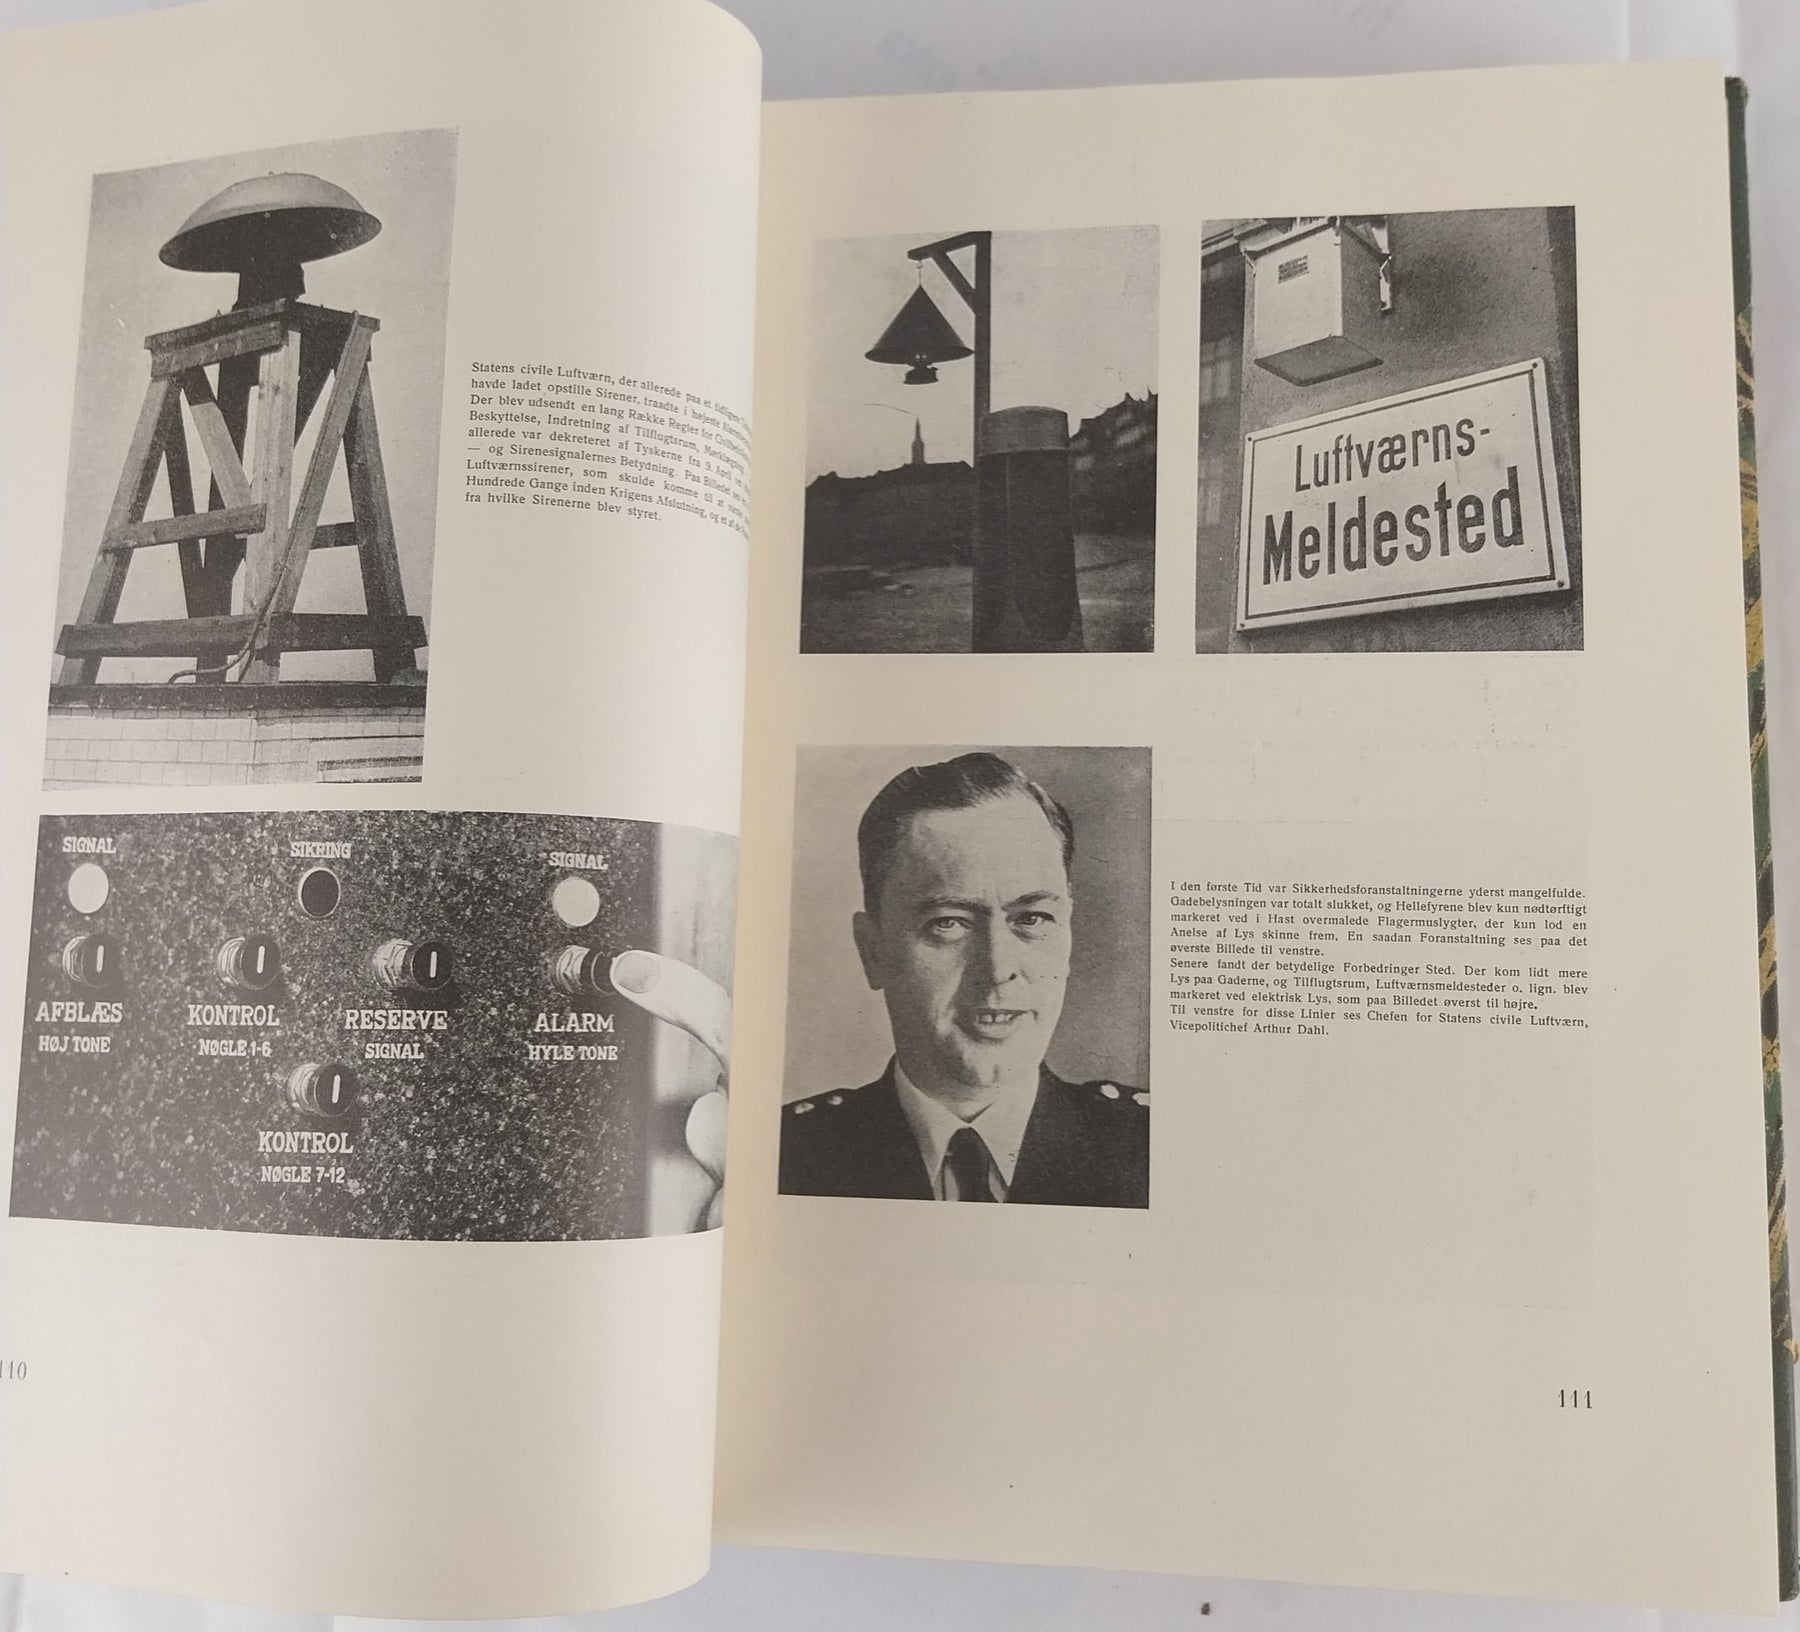 Statens civile Luftværn, der allerede paa et tidligere
havde ladet opstille Sirener, traadte i højeste
Der blev udsendt en lang Række Regler for
Beskyttelse, Indretning af Tilflugtsrum, Mørklægning
allerede var dekreteret af Tyskerne fra 9. April om
— og Sirenesignalernes Betydning. Paa Billedet ses
Luftværnssirener, som skulde komme til at
Hundrede Gange inden Krigens Afslutning, og et af de
fra hvilke Sirenerne blev styret.
SIGNAL SIKRING SIGNAL
AFBLÆS KONTROL RESERVE ALARM
HØJ TONE NØGLE 1-6 SIGNAL HYLE TONE
KONTROL
NØGLE 7-12
110
Luftværns-
Meldested
I den første Tid var Sikkerhedsforanstaltningerne yderst mangelfulde.
Gadebelysningen var totalt slukket, og Hellefyrene blev kun nødtørftigt
markeret ved i Hast overmalede Flagermuslygter, der kun lod en
Anelse af Lys skinne frem. En saadan Foranstaltning ses paa det
øverste Billede til venstre.
Senere fandt der betydelige Forbedringer Sted. Der kom lidt mere
Lys paa Gaderne, og Tilflugtsrum, Luftværnsmeldesteder o. lign. blev
markeret ved elektrisk Lys, som paa Billedet øverst til højre.
Til venstre for disse Linier ses Chefen for Statens civile Luftværn,
Vicepolitichef Arthur Dahl.
111